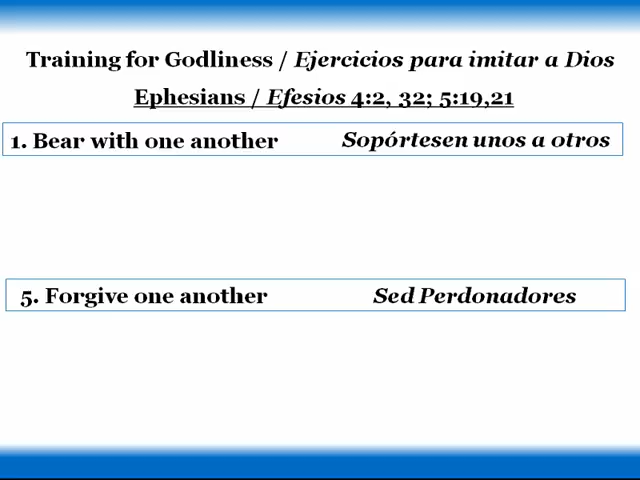 Training for Godliness / Ejercicios para imitar a Dios
Ephesians / Efesios 4:2, 32; 5:19,21
1. Bear with one another Sopórtesen unos a otros
5. Forgive one another Sed Perdonadores